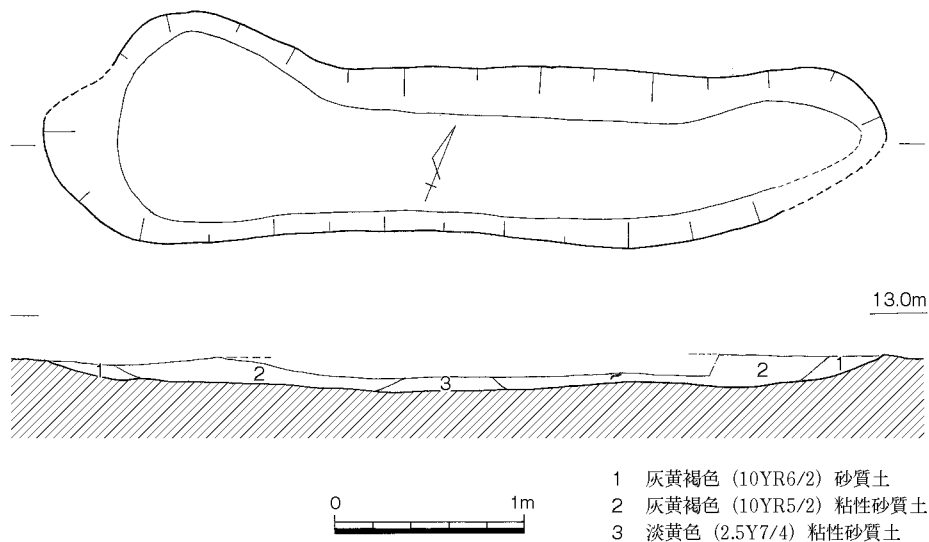 13.0m
1
2
3
2
1
0 1m
1 灰黄褐色 (10YR6/2) 砂質土
2 灰黄褐色 (10YR5/2) 粘性砂質土
3 淡黄色 (2.5Y7/4) 粘性砂質土